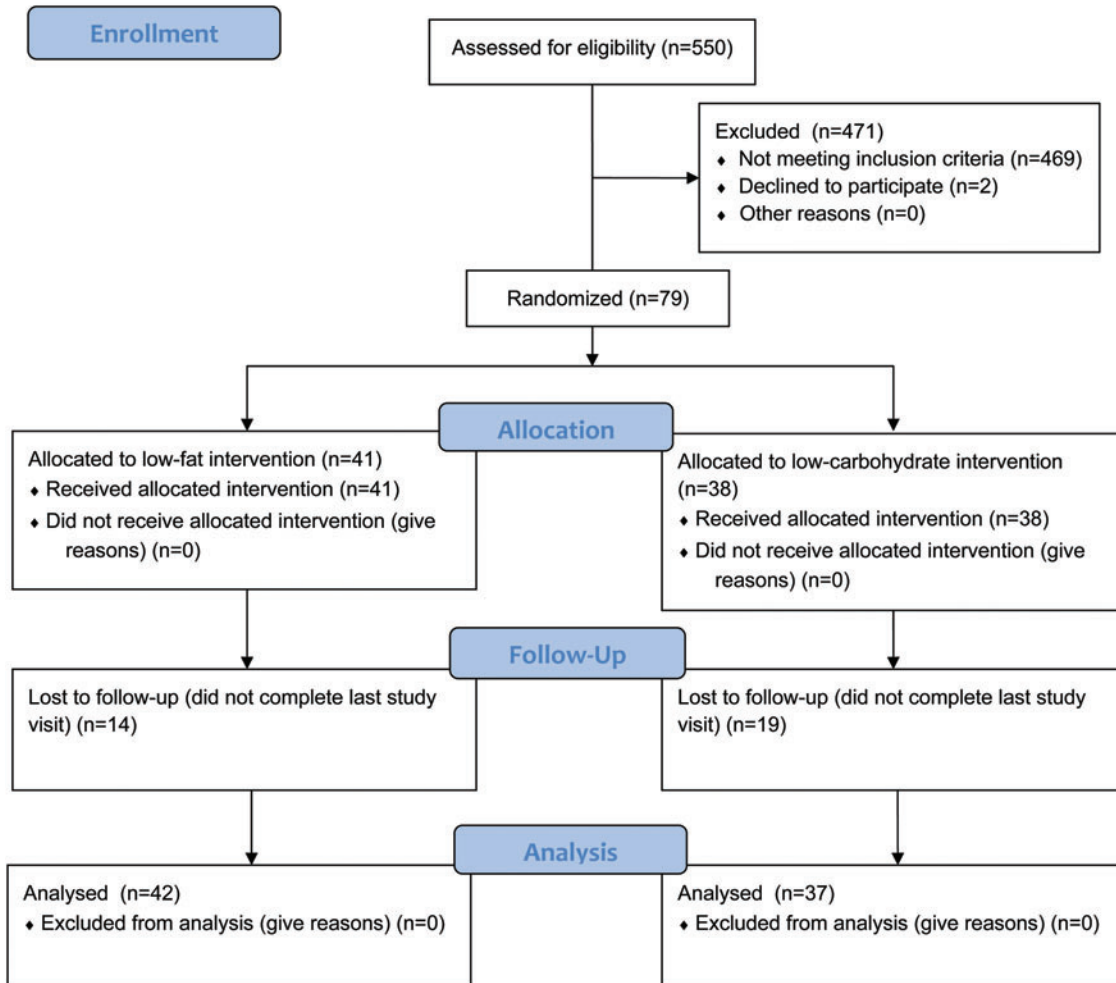 Enrollment
Assessed for eligibility (n=550)
Excluded (n=471)
♦ Not meeting inclusion criteria (n=469)
♦ Declined to participate (n=2)
♦ Other reasons (n=0)
Randomized (n=79)
Allocation
Allocated to low-fat intervention (n=41)
♦ Received allocated intervention (n=41)
♦ Did not receive allocated intervention (give
reasons) (n=0)
Allocated to low-carbohydrate intervention
(n=38)
♦ Received allocated intervention (n=38)
♦ Did not receive allocated intervention (give
reasons) (n=0)
Follow-Up
Lost to follow-up (did not complete last study
visit) (n=14)
Lost to follow-up (did not complete last study
visit) (n=19)
Analysis
Analysed (n=42)
♦ Excluded from analysis (give reasons) (n=0)
Analysed (n=37)
♦ Excluded from analysis (give reasons) (n=0)